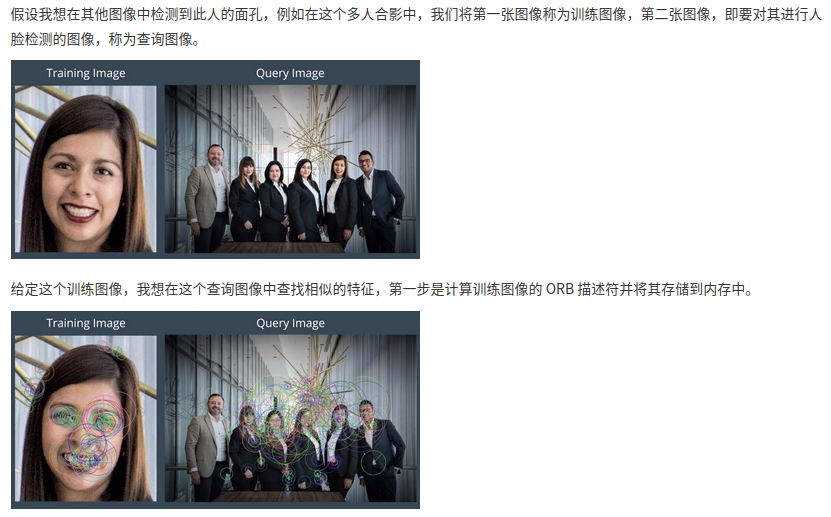 假设我想在其他图像中检测到此人的面孔，例如在这个多人合影中，我们将第一张图像称为训练图像，第二张图像，即要对其进行人
脸检测的图像，称为查询图像。
Training Image Query Image
给定这个训练图像，我想在这个查询图像中查找相似的特征，第一步是计算训练图像的 ORB 描述符并将其存储到内存中。
Training Image Query Image